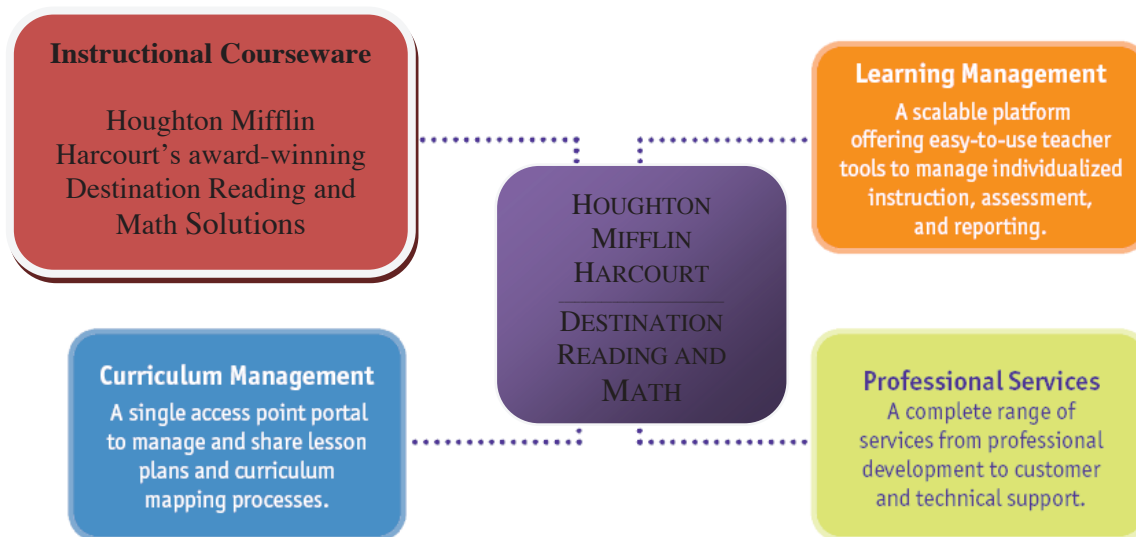 Instructional Courseware
Houghton Mifflin
Harcourt’s award-winning
Destination Reading and
Math Solutions
Learning Management
A scalable platform
offering easy-to-use teacher
tools to manage individualized
instruction, assessment,
and reporting.
HOUGHTON
MIFFLIN
HARCOURT
DESTINATION
READING AND
MATH
Curriculum Management
A single access point portal
to manage and share lesson
plans and curriculum
mapping processes.
Professional Services
A complete range of
services from professional
development to customer
and technical support.